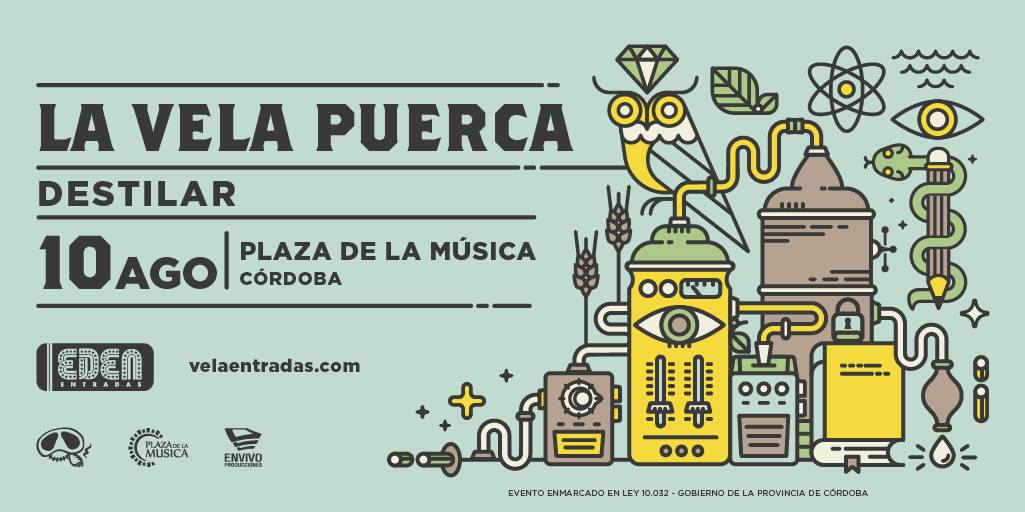 LA VELA PUERCA
DESTILAR
10 AGO
PLAZA DE LA MÚSICA
CÓRDOBA
EDEN
ENTRADAS
velaentradas.com
PLAZA DE LA
MÚSICA
ENVIVO
PRODUCCIONES
EVENTO ENMARCADO EN LEY 10.032 - GOBIERNO DE LA PROVINCIA DE CÓRDOBA